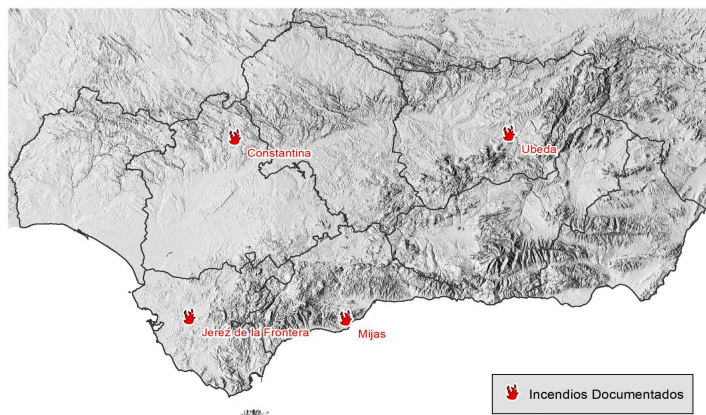 Constantina
Ubeda
Jerez de la Frontera
Mijas
Incendios Documentados